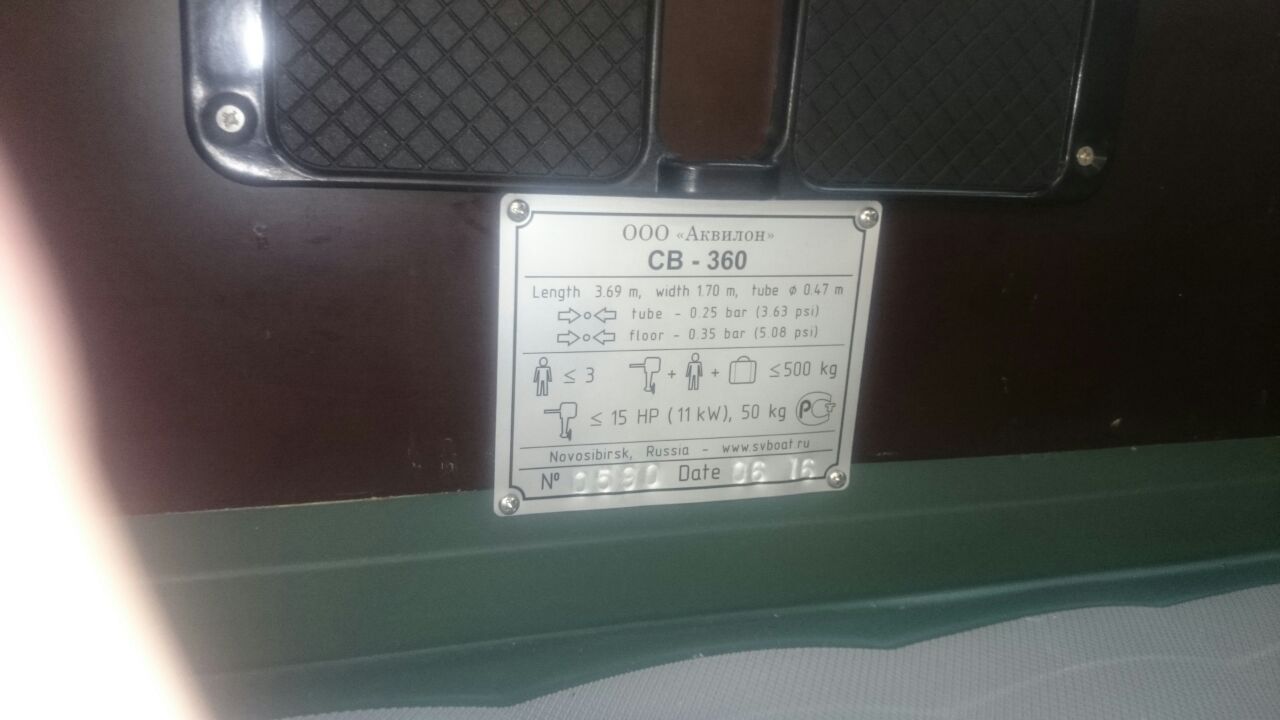 ООО «Аквилон»
СВ - 360
Length 3.69 m, width 1.70 m, tube ϕ 0.47 m
tube - 0.25 bar (3.63 psi)
floor - 0.35 bar (5.08 psi)
≤ 3 + + ≤500 kg
≤ 15 HP (11 kW), 50 kg РСТ
Novosibirsk, Russia - www.svboat.ru
№ 0590 Date 06 16